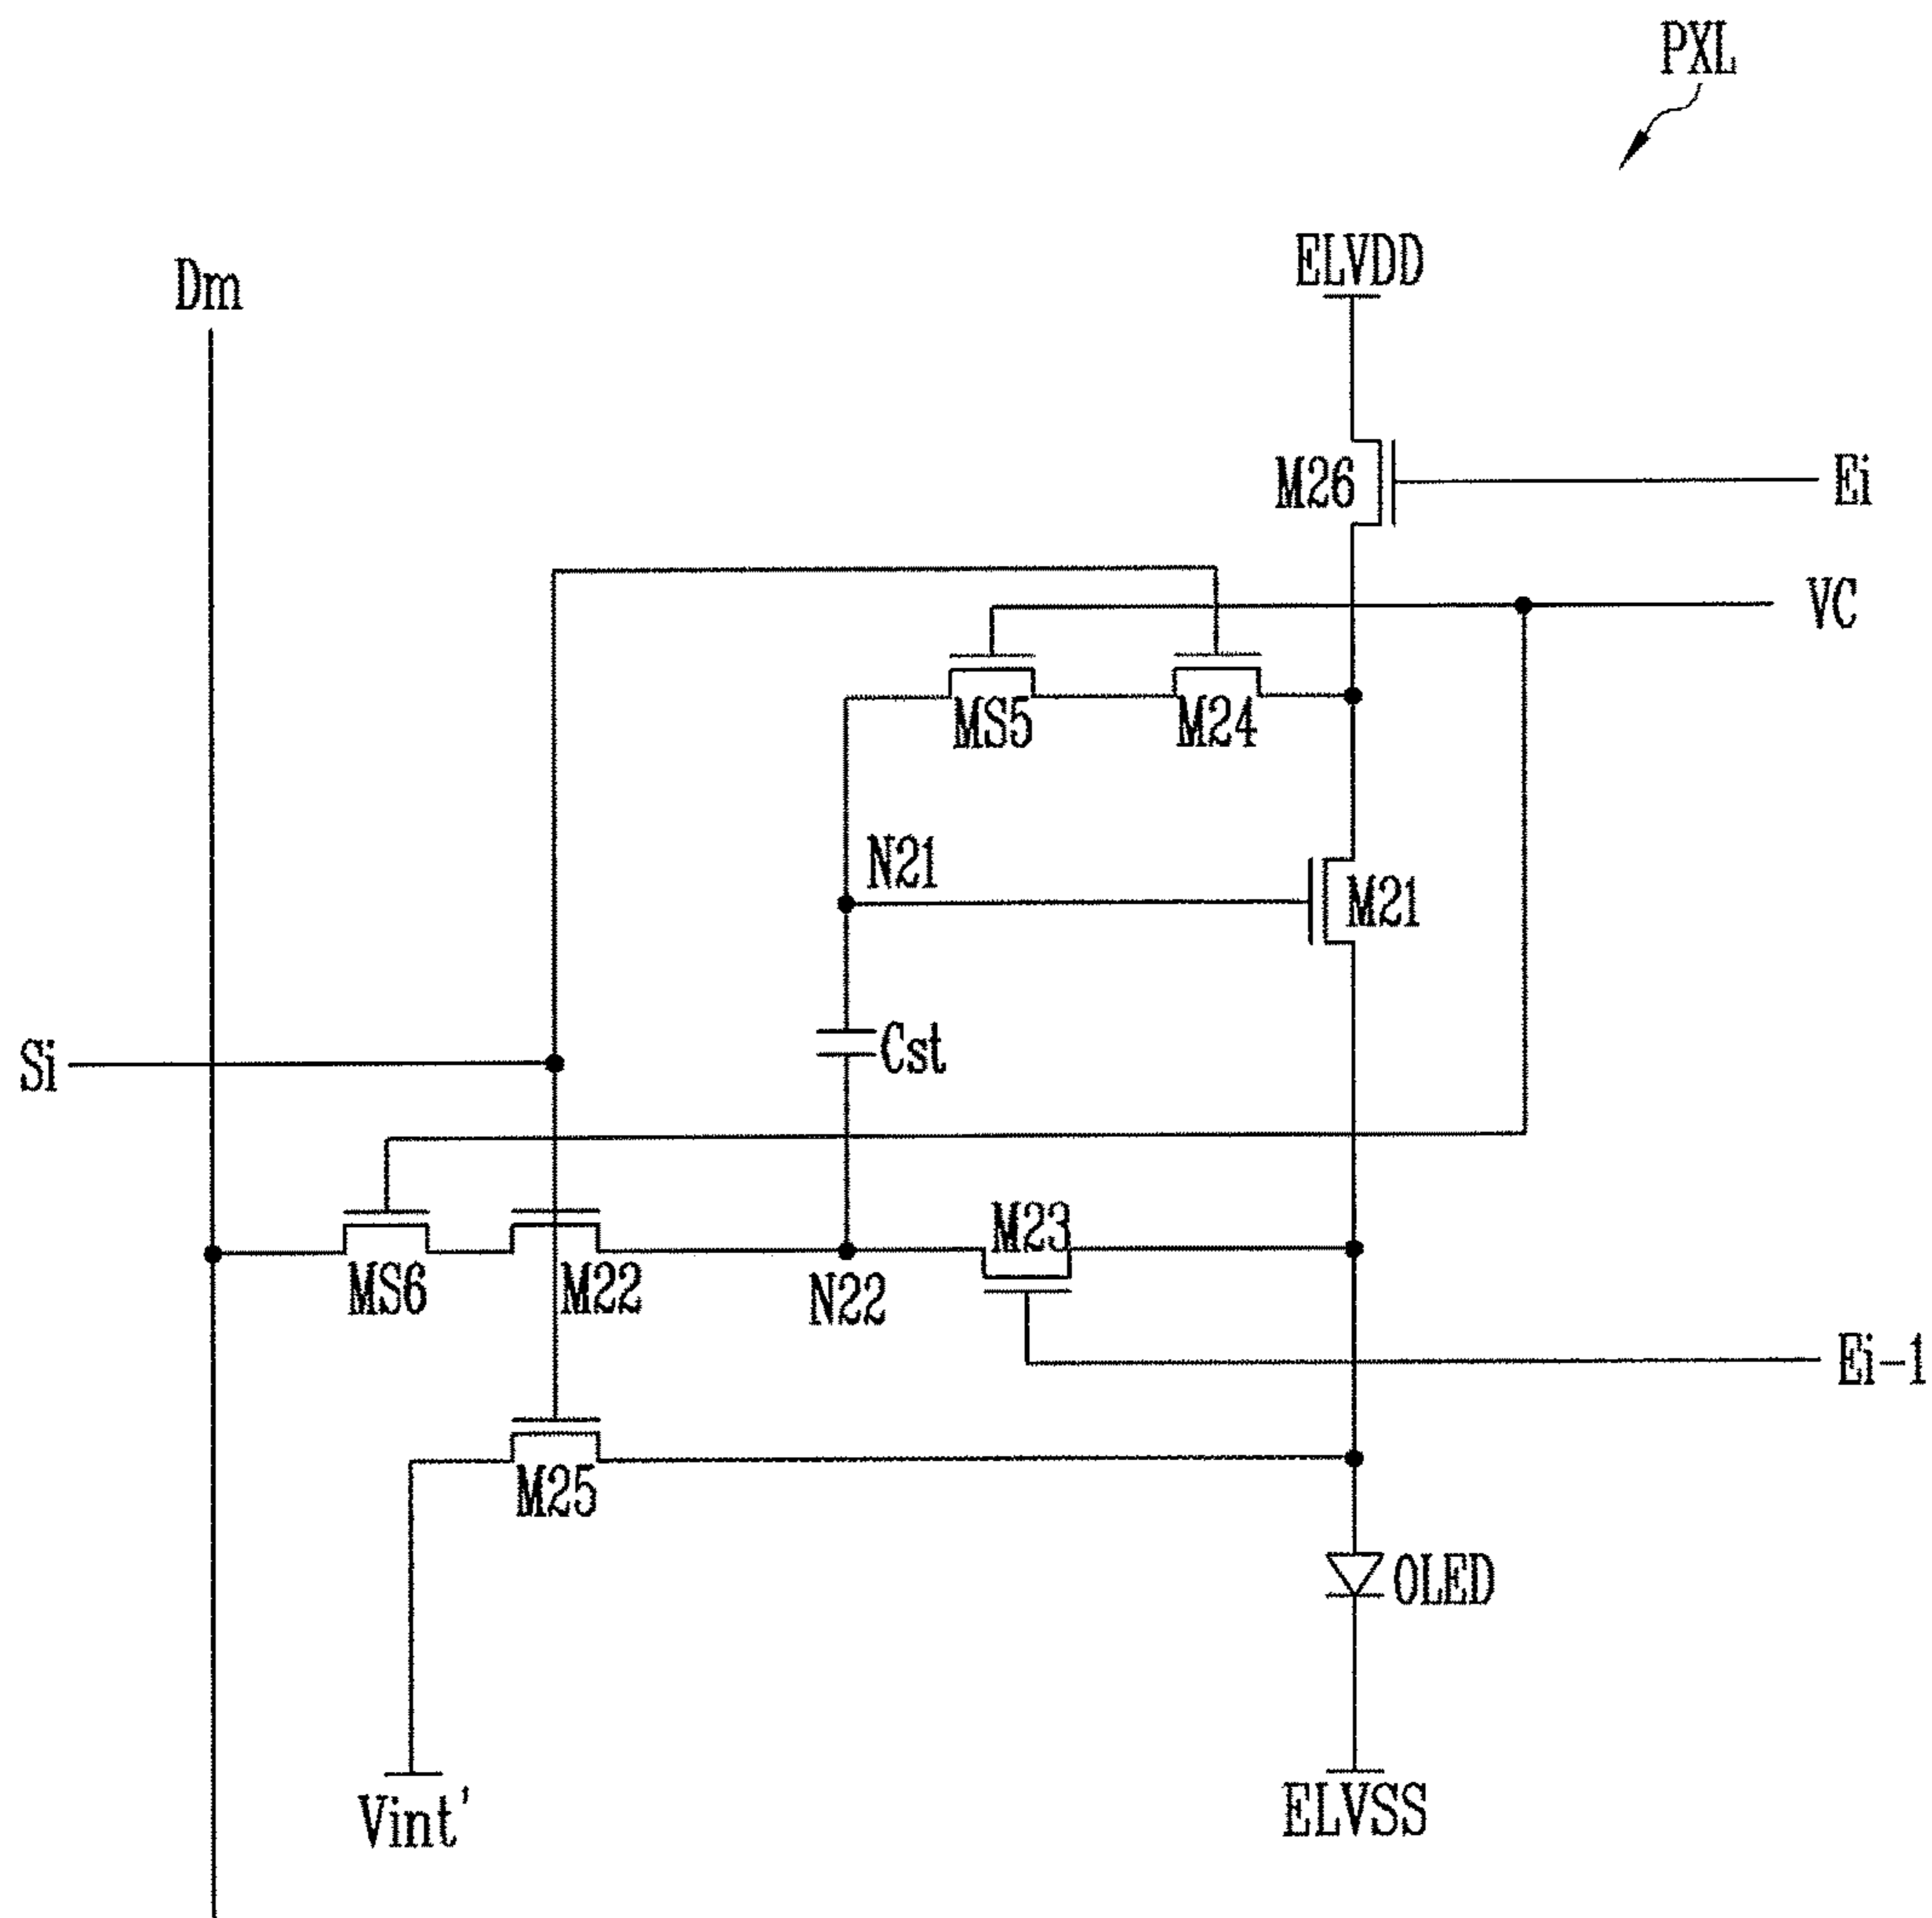 PXL
ELVDD
Dm
M26
Ei
VC
MS5
M24
N21
M21
Cst
Si
M23
MS6
M22
N22
Ei-1
M25
OLED
Vint'
ELVSS